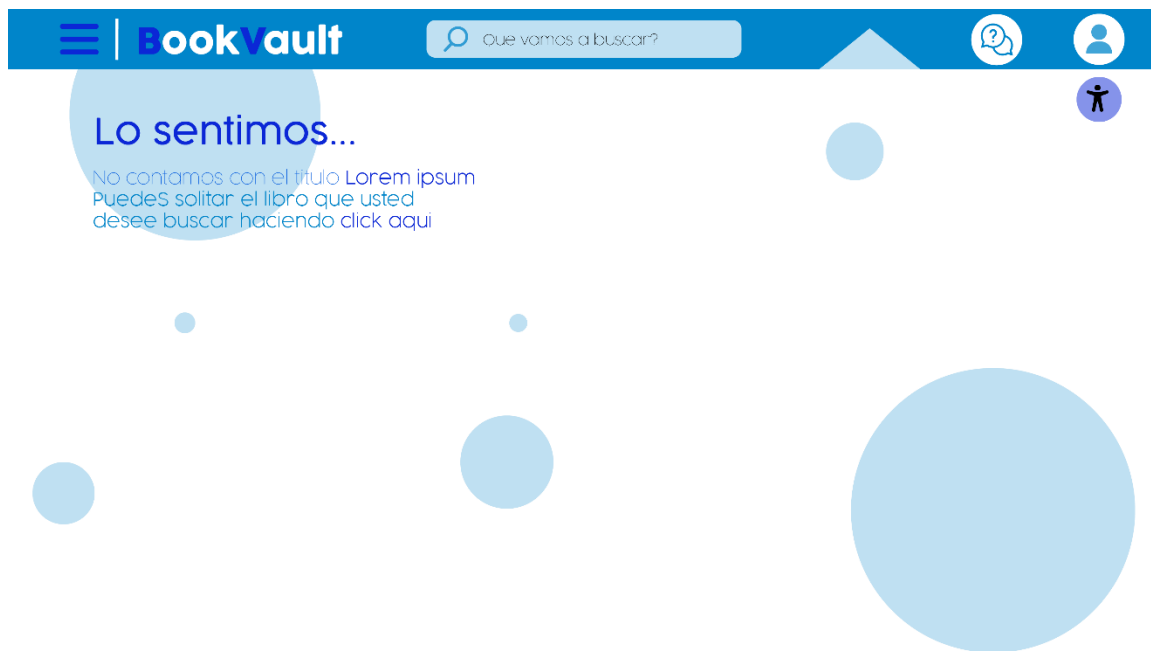 BookVault
Que vamos a buscar?
Lo sentimos...
No contamos con el título Lorem ipsum
PuedeS solitar el libro que usted
desee buscar haciendo click aqui